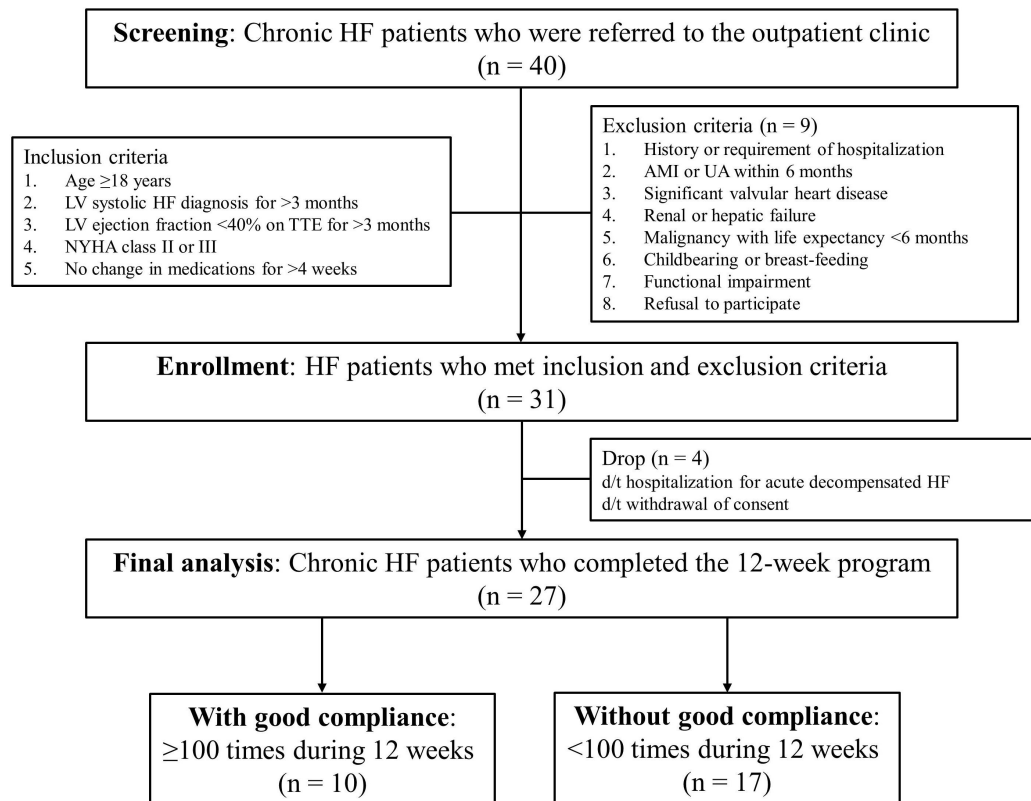 Screening: Chronic HF patients who were referred to the outpatient clinic
(n = 40)
Inclusion criteria
1. Age ≥18 years
2. LV systolic HF diagnosis for >3 months
3. LV ejection fraction <40% on TTE for >3 months
4. NYHA class II or III
5. No change in medications for >4 weeks
Exclusion criteria (n = 9)
1. History or requirement of hospitalization
2. AMI or UA within 6 months
3. Significant valvular heart disease
4. Renal or hepatic failure
5. Malignancy with life expectancy <6 months
6. Childbearing or breast-feeding
7. Functional impairment
8. Refusal to participate
Enrollment: HF patients who met inclusion and exclusion criteria
(n = 31)
Drop (n = 4)
d/t hospitalization for acute decompensated HF
d/t withdrawal of consent
Final analysis: Chronic HF patients who completed the 12-week program
(n = 27)
With good compliance:
≥100 times during 12 weeks
(n = 10)
Without good compliance:
<100 times during 12 weeks
(n = 17)